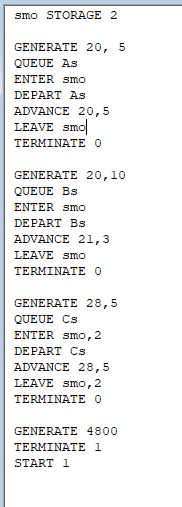 smo STORAGE 2
GENERATE 20, 5
QUEUE As
ENTER smo
DEPART As
ADVANCE 20,5
LEAVE smo
TERMINATE 0
GENERATE 20,10
QUEUE Bs
ENTER smo
DEPART Bs
ADVANCE 21,3
LEAVE smo
TERMINATE 0
GENERATE 28,5
QUEUE Cs
ENTER smo,2
DEPART Cs
ADVANCE 28,5
LEAVE smo,2
TERMINATE 0
GENERATE 4800
TERMINATE 1
START 1